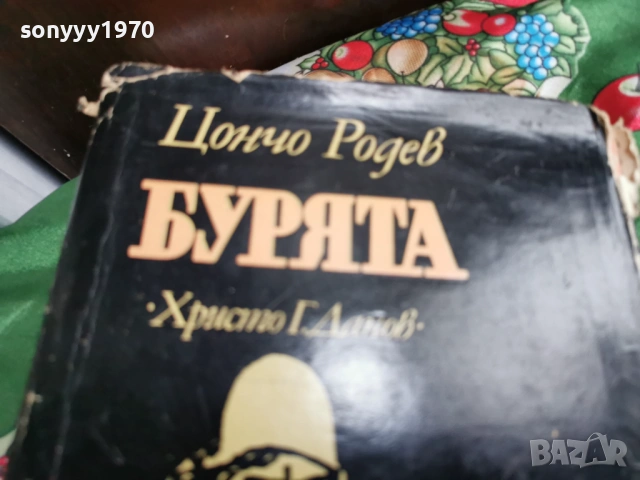 sonyyy1970
Цончо Родев
БУРЯТА
·Христо Г. Данов·
BAZAR